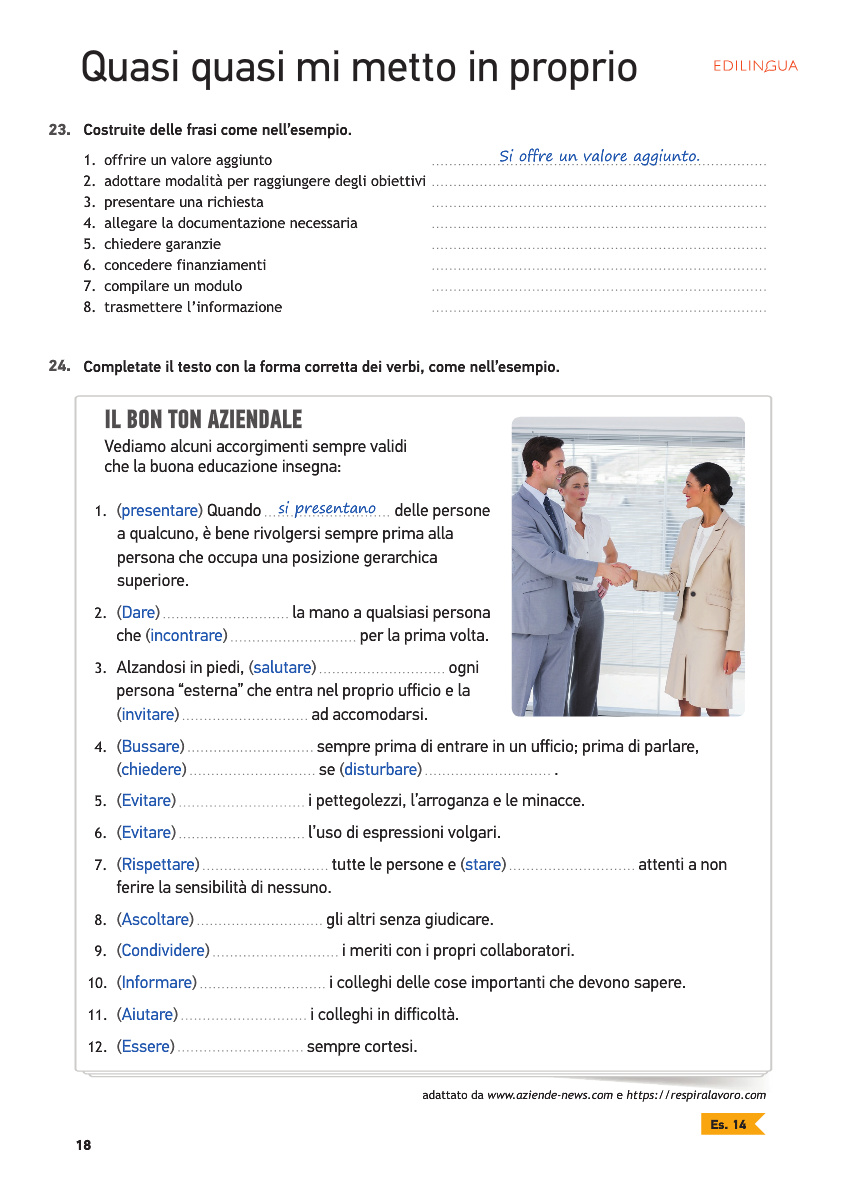 Quasi quasi mi metto in proprio
EDILINGUA
23. Costruite delle frasi come nell'esempio.
1. offrire un valore aggiunto Si offre un valore aggiunto.
2. adottare modalità per raggiungere degli obiettivi
3. presentare una richiesta
4. allegare la documentazione necessaria
5. chiedere garanzie
6. concedere finanziamenti
7. compilare un modulo
8. trasmettere l'informazione
24. Completate il testo con la forma corretta dei verbi, come nell'esempio.
IL BON TON AZIENDALE
Vediamo alcuni accorgimenti sempre validi
che la buona educazione insegna:
1. (presentare) Quando si presentano delle persone
a qualcuno, è bene rivolgersi sempre prima alla
persona che occupa una posizione gerarchica
superiore.
2. (Dare) ............................. la mano a qualsiasi persona
che (incontrare) ............................. per la prima volta.
3. Alzandosi in piedi, (salutare) ............................. ogni
persona “esterna” che entra nel proprio ufficio e la
(invitare) ............................. ad accomodarsi.
4. (Bussare) ............................. sempre prima di entrare in un ufficio; prima di parlare,
(chiedere) ............................. se (disturbare) ............................. .
5. (Evitare) ............................. i pettegolezzi, l'arroganza e le minacce.
6. (Evitare) ............................. l'uso di espressioni volgari.
7. (Rispettare) ............................. tutte le persone e (stare) ............................. attenti a non
ferire la sensibilità di nessuno.
8. (Ascoltare) ............................. gli altri senza giudicare.
9. (Condividere) ............................. i meriti con i propri collaboratori.
10. (Informare) ............................. i colleghi delle cose importanti che devono sapere.
11. (Aiutare) ............................. i colleghi in difficoltà.
12. (Essere) ............................. sempre cortesi.
adattato da www.aziende-news.com e https://respiralavoro.com
Es. 14
18